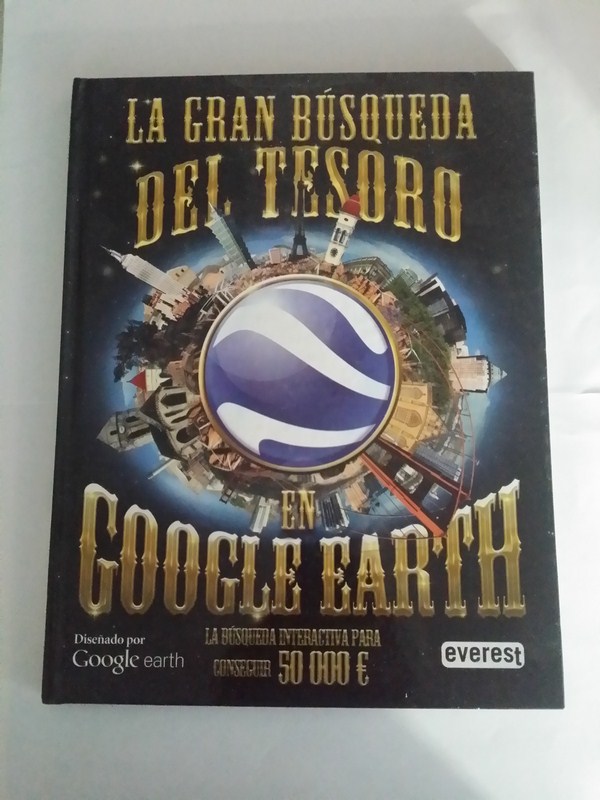 LA GRAN BÚSQUEDA
DEL TESORO
EN
GOOGLE EARTH
LA BÚSQUEDA INTERACTIVA PARA
CONSEGUIR 50 000 €
Diseñado por
Google earth
everest